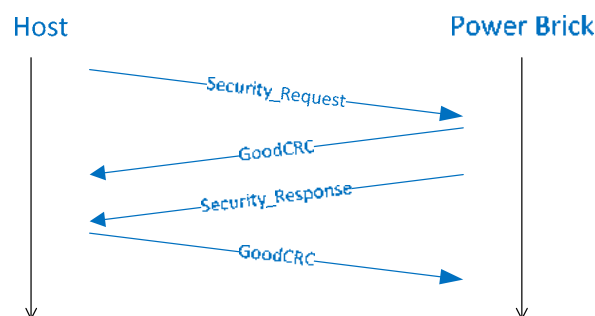 Host
Power Brick
Security_Request
GoodCRC
Security_Response
GoodCRC